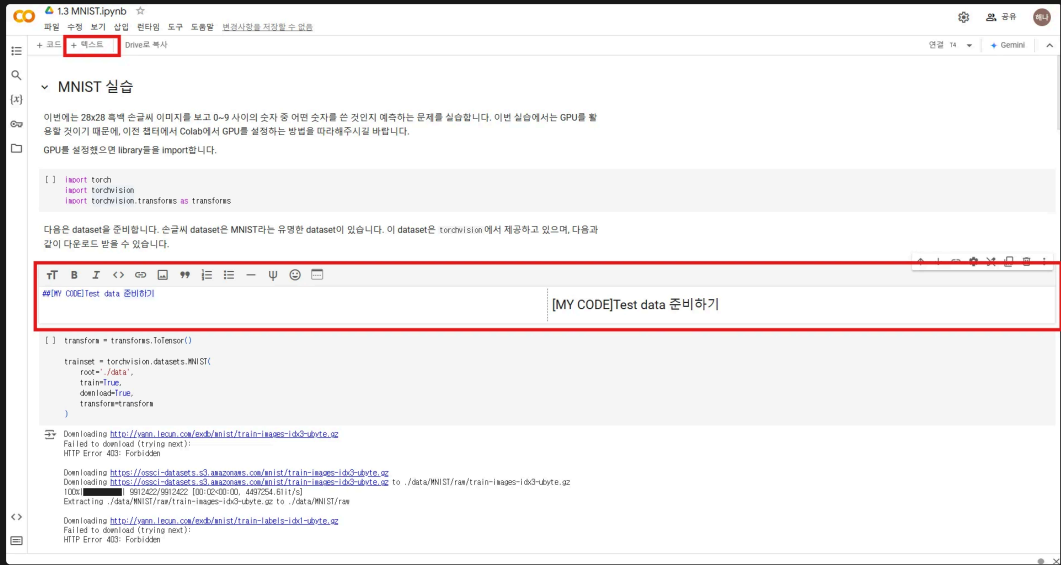 1.3 MNIST.ipynb
파일 수정 보기 삽입 런타임 도구 도움말 변경사항을 저장할 수 없음
공유
해나
+ 코드 + 텍스트 Drive로 복사
연결 T4
Gemini
MNIST 실습
이번에는 28x28 흑백 손글씨 이미지를 보고 0~9 사이의 숫자 중 어떤 숫자를 쓴 것인지 예측하는 문제를 실습합니다. 이번 실습에서는 GPU를 활
용할 것이기 때문에, 이전 챕터에서 Colab에서 GPU를 설정하는 방법을 따라해주시길 바랍니다.
GPU를 설정했으면 library들을 import합니다.
[ ] import torch
import torchvision
import torchvision.transforms as transforms
다음은 dataset을 준비합니다. 손글씨 dataset은 MNIST라는 유명한 dataset이 있습니다. 이 dataset은 torchvision에서 제공하고 있으며, 다음과
같이 다운로드 받을 수 있습니다.
##[MY CODE]Test data 준비하기
[MY CODE]Test data 준비하기
[ ] transform = transforms.ToTensor()
trainset = torchvision.datasets.MNIST(
root='./data',
train=True,
download=True,
transform=transform
)
Downloading http://yann.lecun.com/exdb/mnist/train-images-idx3-ubyte.gz
Failed to download (trying next):
HTTP Error 403: Forbidden
Downloading https://ossci-datasets.s3.amazonaws.com/mnist/train-images-idx3-ubyte.gz
Downloading https://ossci-datasets.s3.amazonaws.com/mnist/train-images-idx3-ubyte.gz to ./data/MNIST/raw/train-images-idx3-ubyte.gz
100%| | 9912422/9912422 [00:02<00:00, 4497254.61it/s]
Extracting ./data/MNIST/raw/train-images-idx3-ubyte.gz to ./data/MNIST/raw
Downloading http://yann.lecun.com/exdb/mnist/train-labels-idx1-ubyte.gz
Failed to download (trying next):
HTTP Error 403: Forbidden